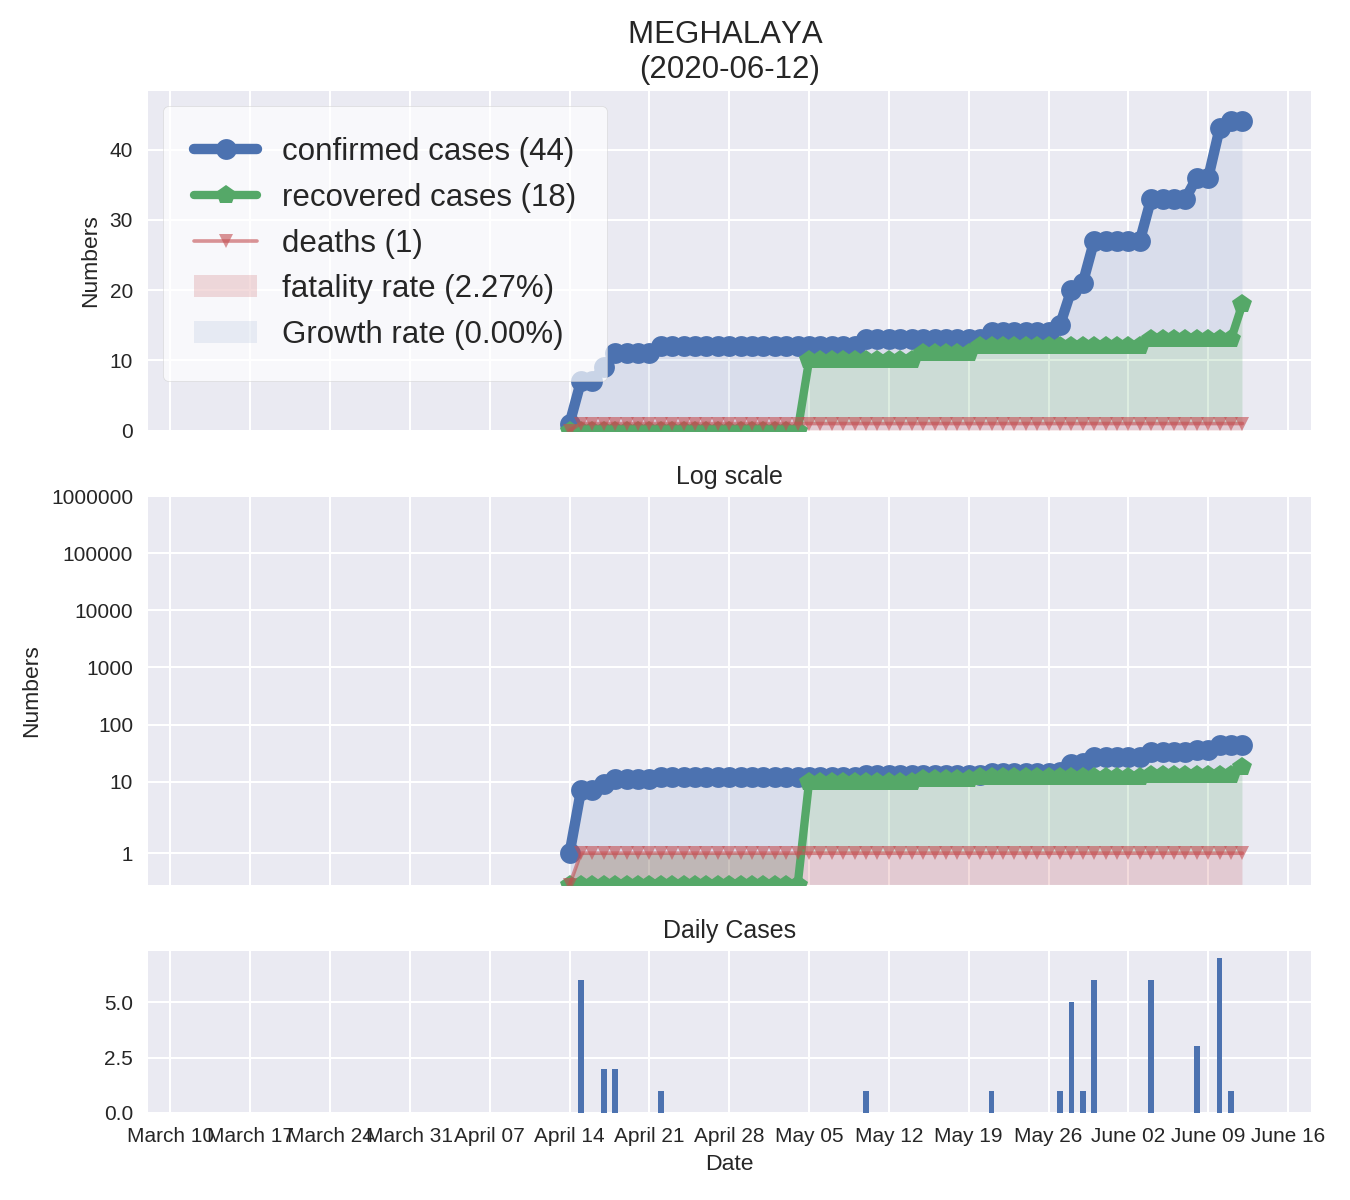 MEGHALAYA
(2020-06-12)
Numbers
40
30
20
10
0
confirmed cases (44)
recovered cases (18)
deaths (1)
fatality rate (2.27%)
Growth rate (0.00%)
Log scale
Numbers
1000000
100000
10000
1000
100
10
1
Daily Cases
5.0
2.5
0.0
March 10 March 17 March 24 March 31 April 07 April 14 April 21 April 28 May 05 May 12 May 19 May 26 June 02 June 09 June 16
Date